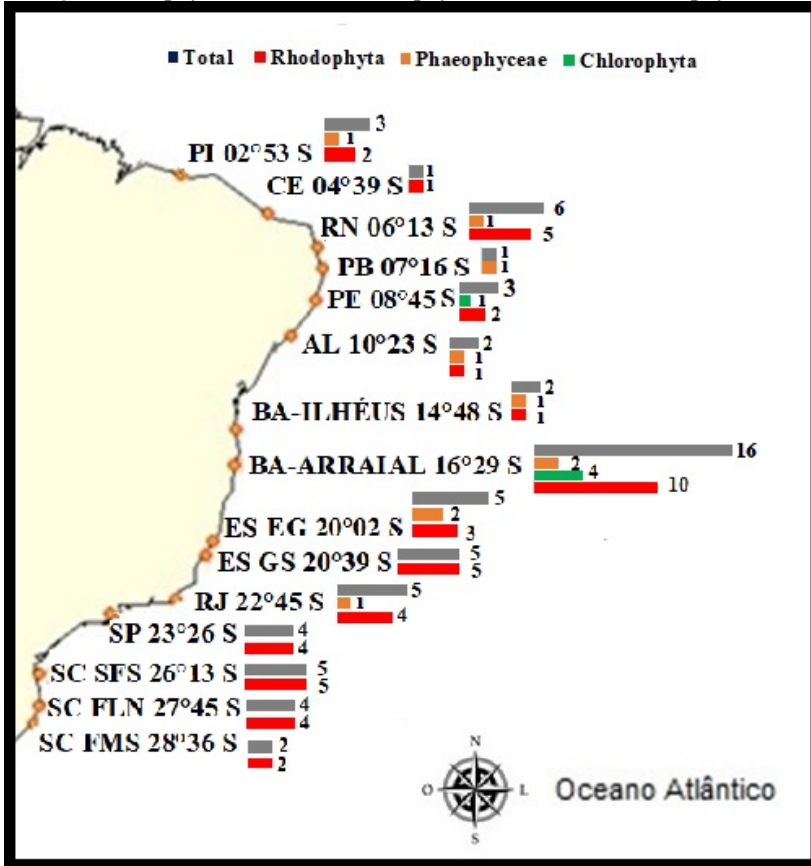 Total Rhodophyta Phaeophyceae Chlorophyta
3
1
PI 02°53 S 2
1
CE 04°39 S 1
6
RN 06°13 S 1
5
1
PB 07°16 S 1
3
PE 08°45 S 1
2
AL 10°23 S 2
1
1
2
1
BA-ILHÉUS 14°48 S 1
16
BA-ARRAIAL 16°29 S 2
4
10
5
2
ES EG 20°02 S 3
ES GS 20°39 S 5
5
5
RJ 22°45 S 1
4
SP 23°26 S 4
4
SC SFS 26°13 S 5
5
SC FLN 27°45 S 4
4
SC FMS 28°36 S 2
2
N
O L
S
Oceano Atlântico